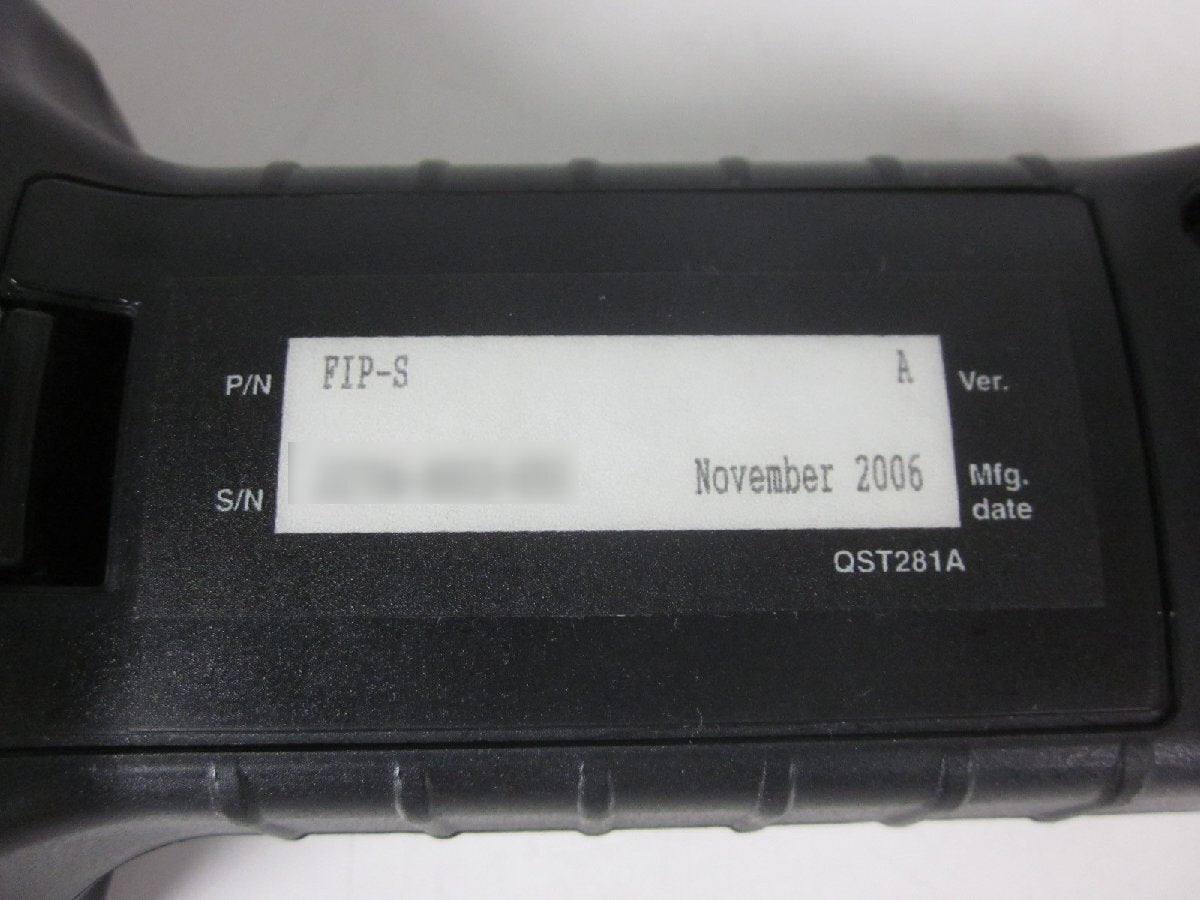 P/N FIP-S A Ver.
S/N November 2006 Mfg. date
QST281A